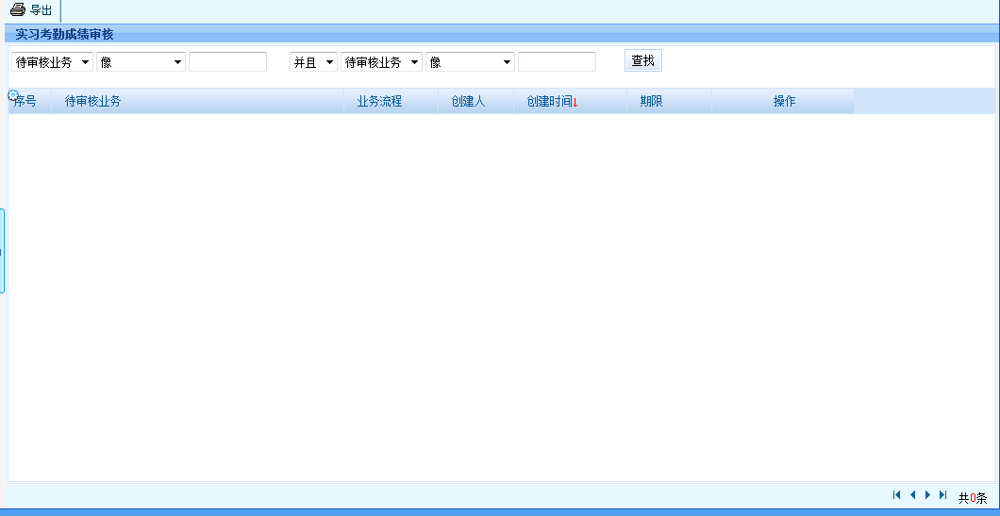 导出
实习考勤成绩审核
待审核业务 像 并且 待审核业务 像 查找
序号 待审核业务 业务流程 创建人 创建时间↓ 期限 操作
共0条